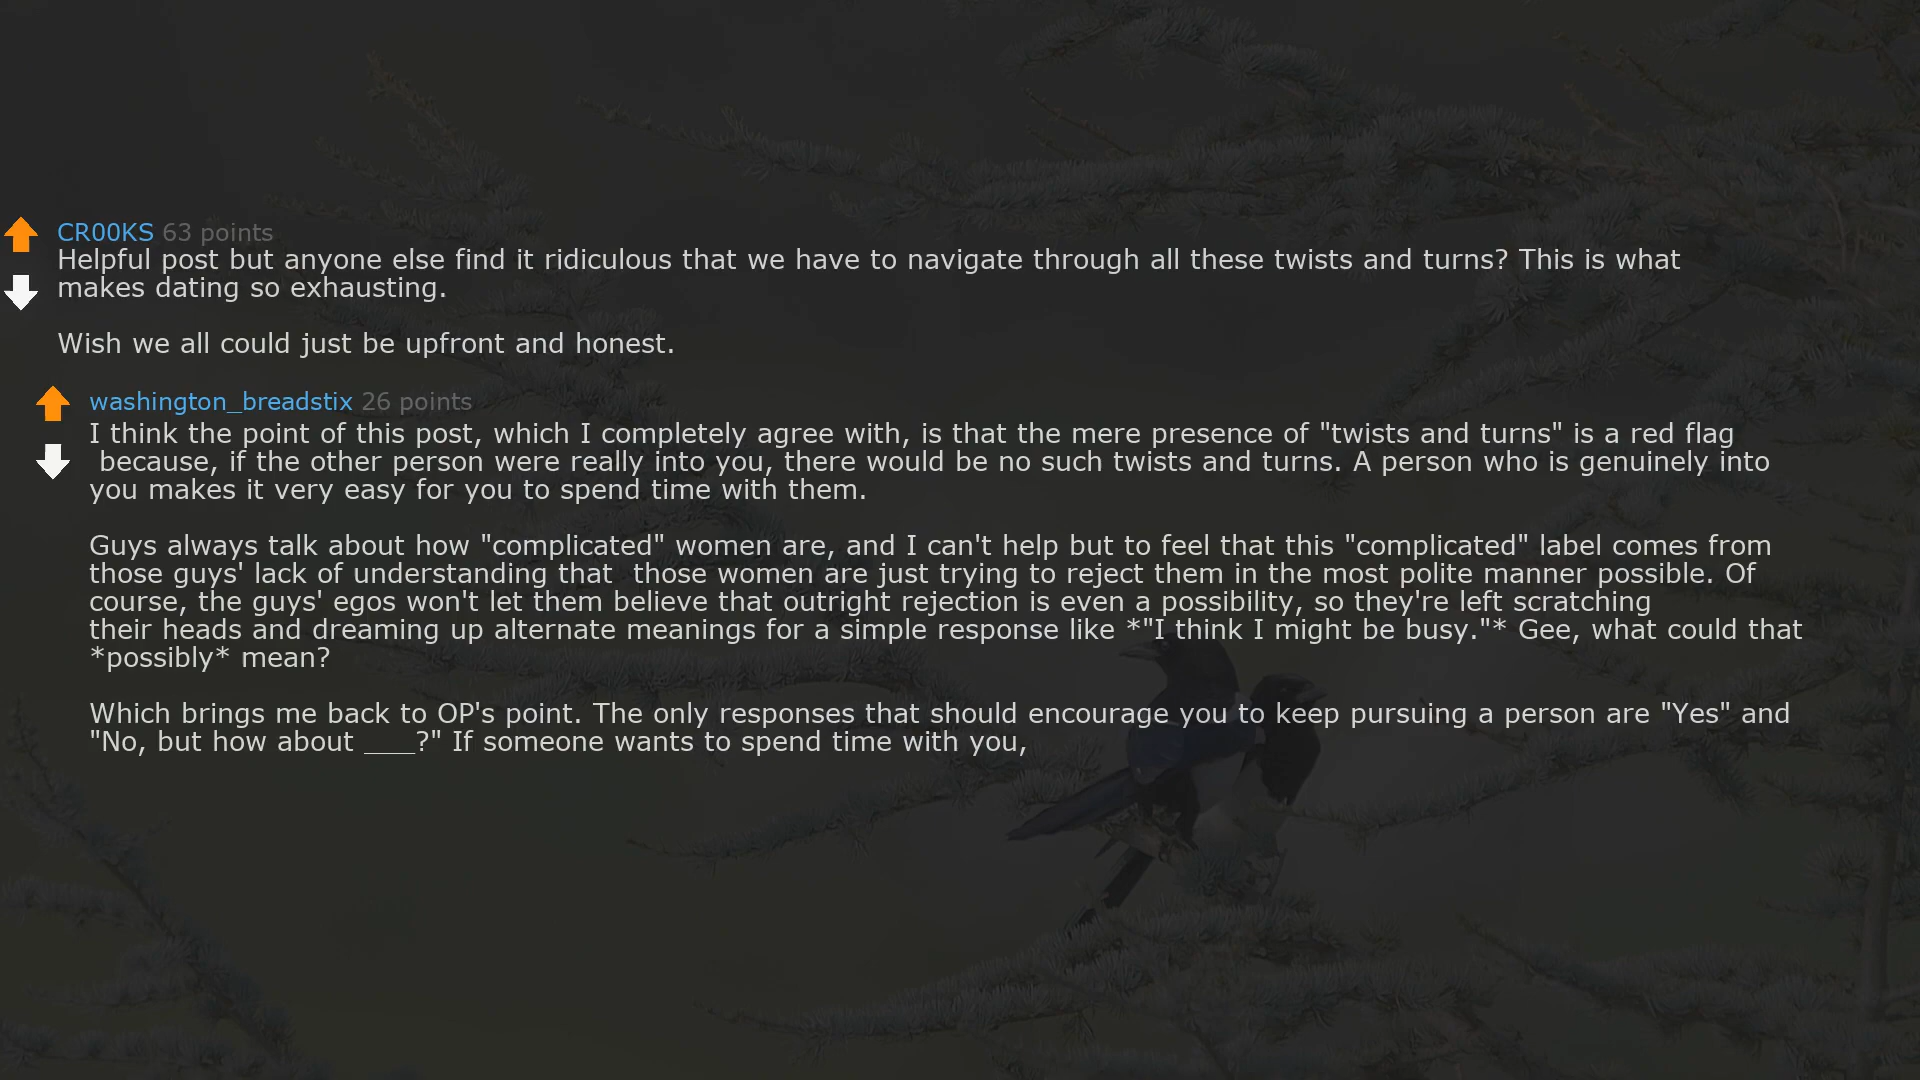 CR00KS 63 points
Helpful post but anyone else find it ridiculous that we have to navigate through all these twists and turns? This is what
makes dating so exhausting.
Wish we all could just be upfront and honest.
washington_breadstix 26 points
I think the point of this post, which I completely agree with, is that the mere presence of "twists and turns" is a red flag
because, if the other person were really into you, there would be no such twists and turns. A person who is genuinely into
you makes it very easy for you to spend time with them.
Guys always talk about how "complicated" women are, and I can't help but to feel that this "complicated" label comes from
those guys' lack of understanding that  those women are just trying to reject them in the most polite manner possible. Of
course, the guys' egos won't let them believe that outright rejection is even a possibility, so they're left scratching
their heads and dreaming up alternate meanings for a simple response like *"I think I might be busy."* Gee, what could that
*possibly* mean?
Which brings me back to OP's point. The only responses that should encourage you to keep pursuing a person are "Yes" and
"No, but how about ___?" If someone wants to spend time with you,